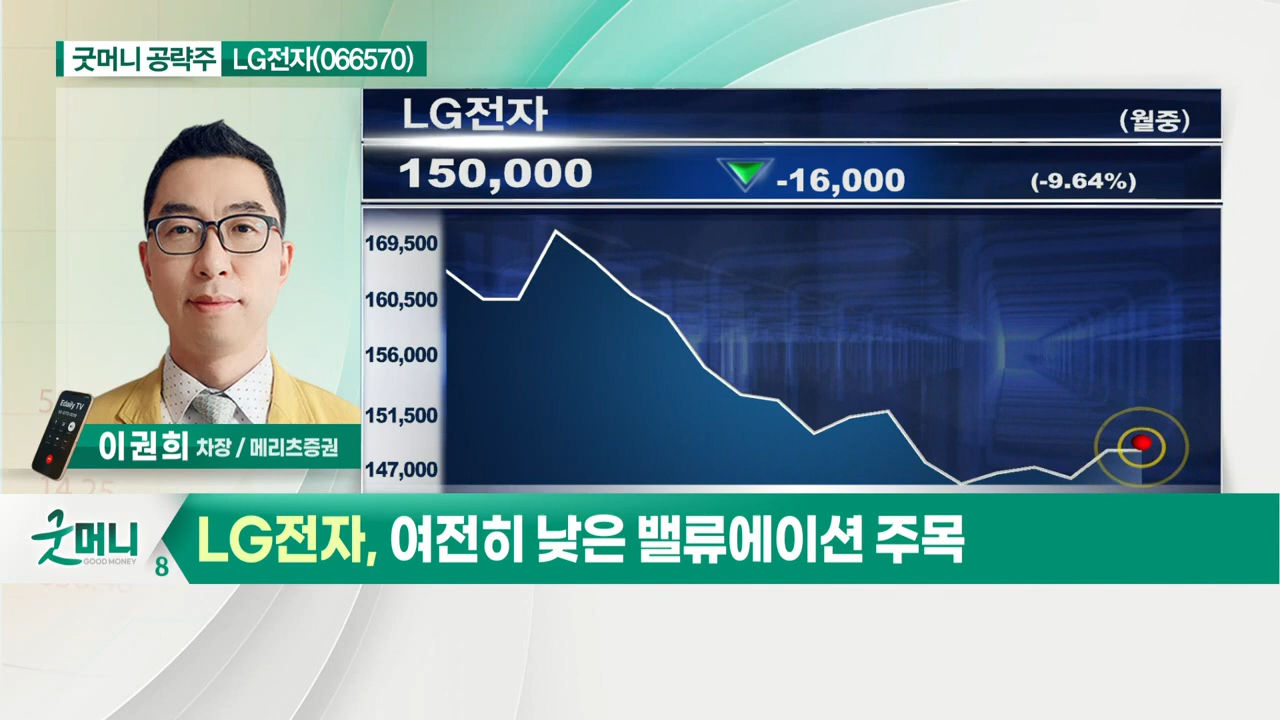 굿머니 공략주 LG전자(066570)
LG전자 (월중)
150,000 -16,000 (-9.64%)
169,500
160,500
156,000
151,500
147,000
Edaily TV
이권희 차장 / 메리츠증권
14.25
굿머니
GOOD MONEY
8
LG전자, 여전히 낮은 밸류에이션 주목